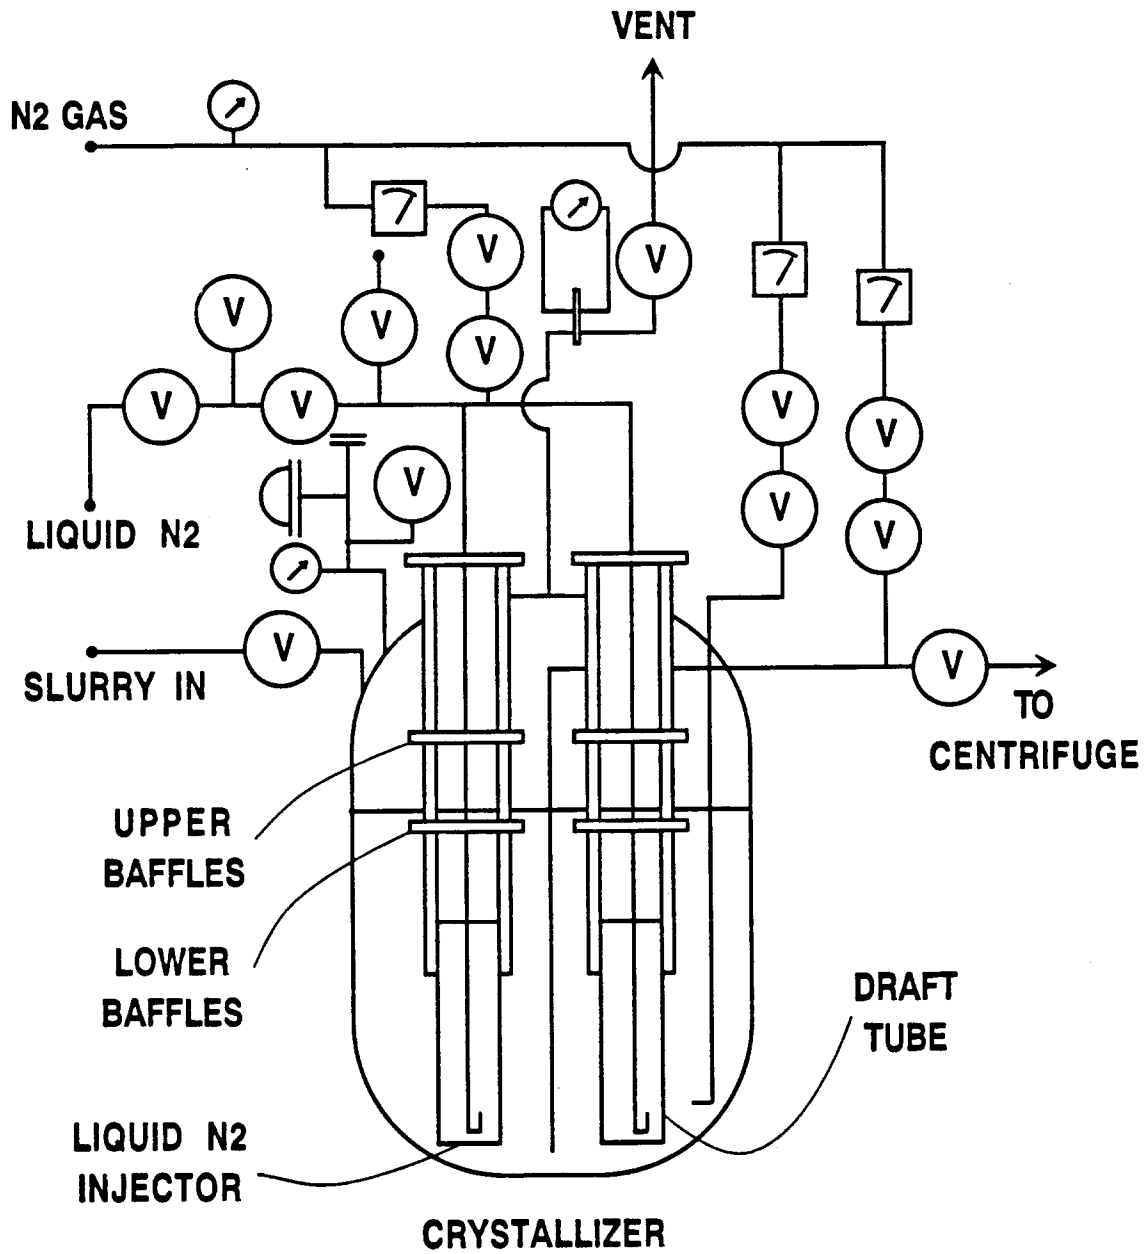 VENT
N2 GAS
V
V
V
V
V
V
V
V
V
V
V
V
V
LIQUID N2
V
SLURRY IN
V
TO
CENTRIFUGE
UPPER
BAFFLES
LOWER
BAFFLES
DRAFT
TUBE
LIQUID N2
INJECTOR
CRYSTALLIZER